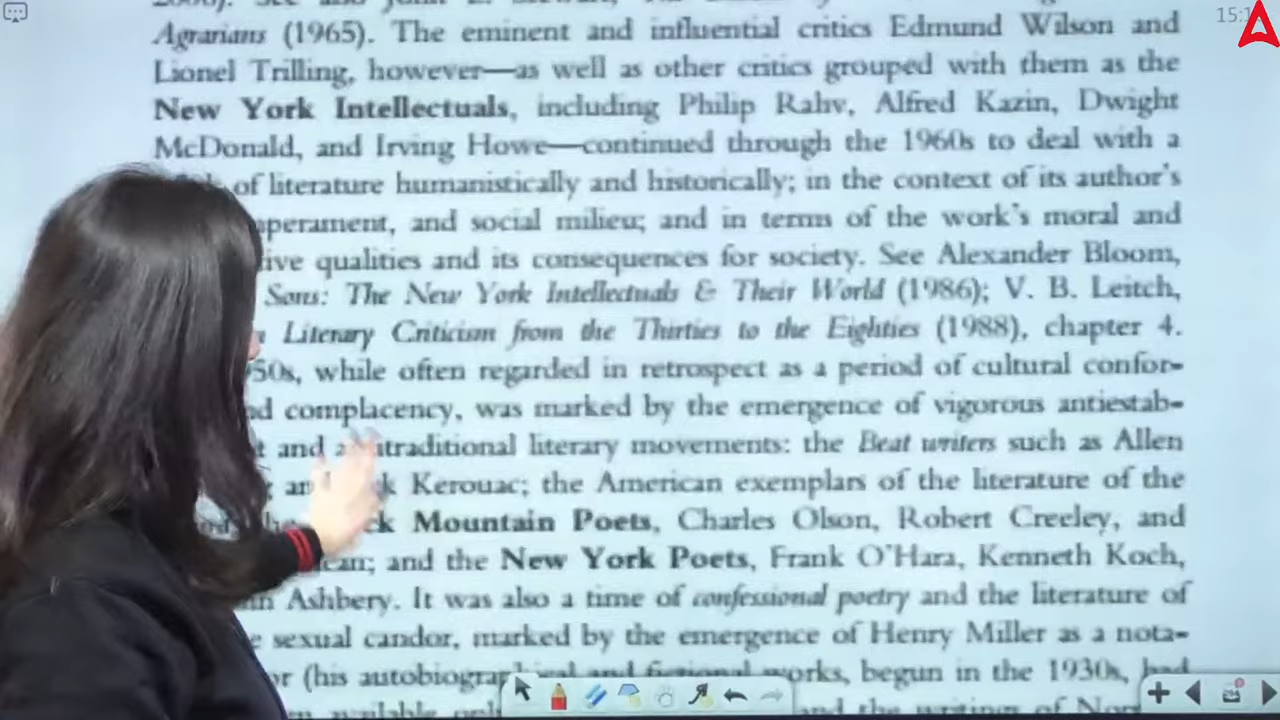 Agrarians (1965). The eminent and influential critics Edmund Wilson and
15:1
Lionel Trilling, however—as well as other critics grouped with them as the
New York Intellectuals, including Philip Rahv, Alfred Kazin, Dwight
McDonald, and Irving Howe—continued through the 1960s to deal with a
of literature humanistically and historically; in the context of its author's
perament, and social milieu; and in terms of the work's moral and
ive qualities and its consequences for society. See Alexander Bloom,
Sons: The New York Intellectuals & Their World (1986); V. B. Leitch,
Literary Criticism from the Thirties to the Eighties (1988), chapter 4.
50s, while often regarded in retrospect as a period of cultural confor-
complacency, was marked by the emergence of vigorous antiestab-
and traditional literary movements: the Beat writers such as Allen
Kerouac; the American exemplars of the literature of the
Mountain Poets, Charles Olson, Robert Creeley, and
can; and the New York Poets, Frank O'Hara, Kenneth Koch,
Ashbery. It was also a time of confessional poetry and the literature of
sexual candor, marked by the emergence of Henry Miller as a nota-
or (his autobiographical and fictional works, begun in the 1930s, had
and the writings of